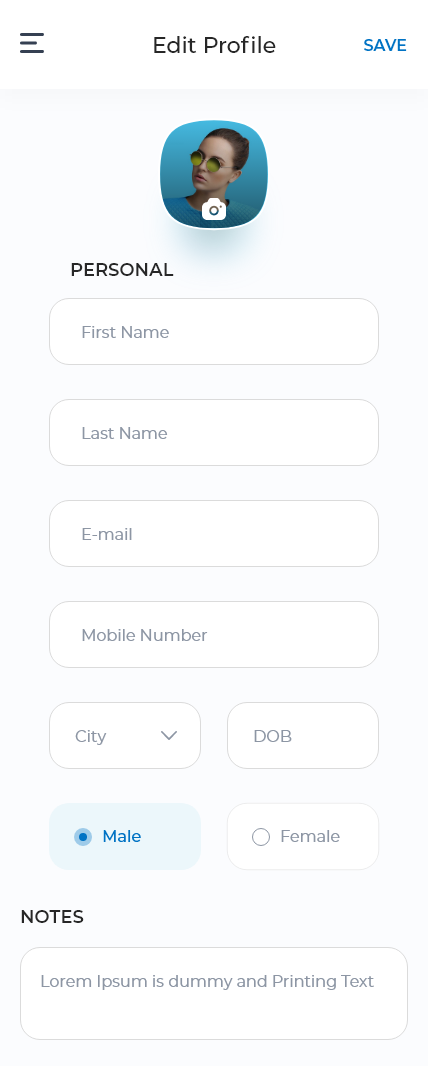 Edit Profile
SAVE
PERSONAL
First Name
Last Name
E-mail
Mobile Number
City
DOB
Male
Female
NOTES
Lorem Ipsum is dummy and Printing Text